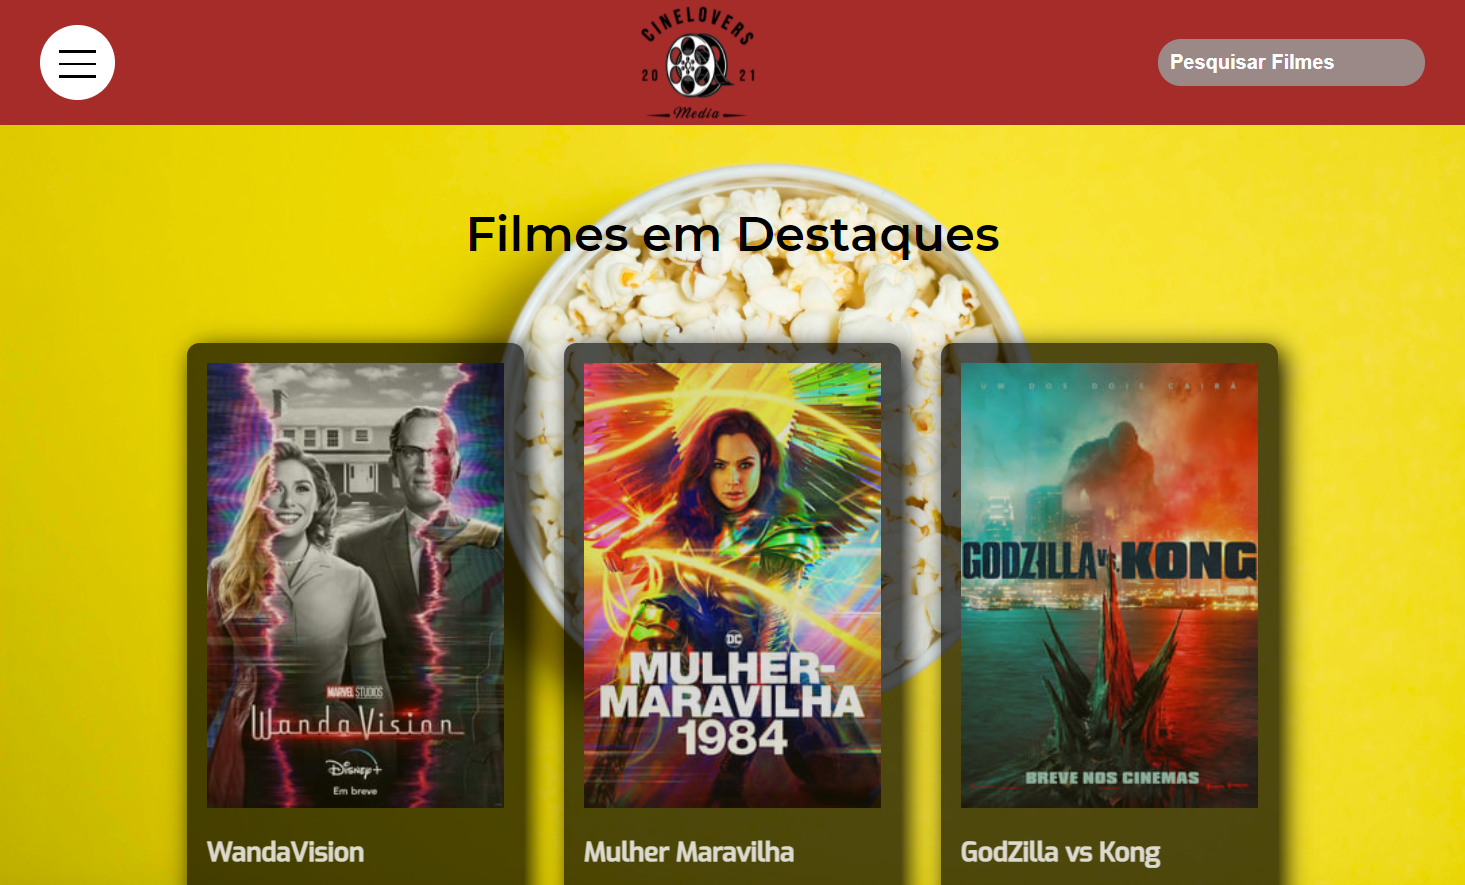 CINELOVERS
20 21
Media
Pesquisar Filmes
Filmes em Destaques
MARVEL STUDIOS
WandaVision
Disney+
Em breve
WandaVision
DC
MULHER-
MARAVILHA
1984
Mulher Maravilha
UM DOS DOIS CAIRÁ
GODZILLA vs. KONG
BREVE NOS CINEMAS
GodZilla vs Kong